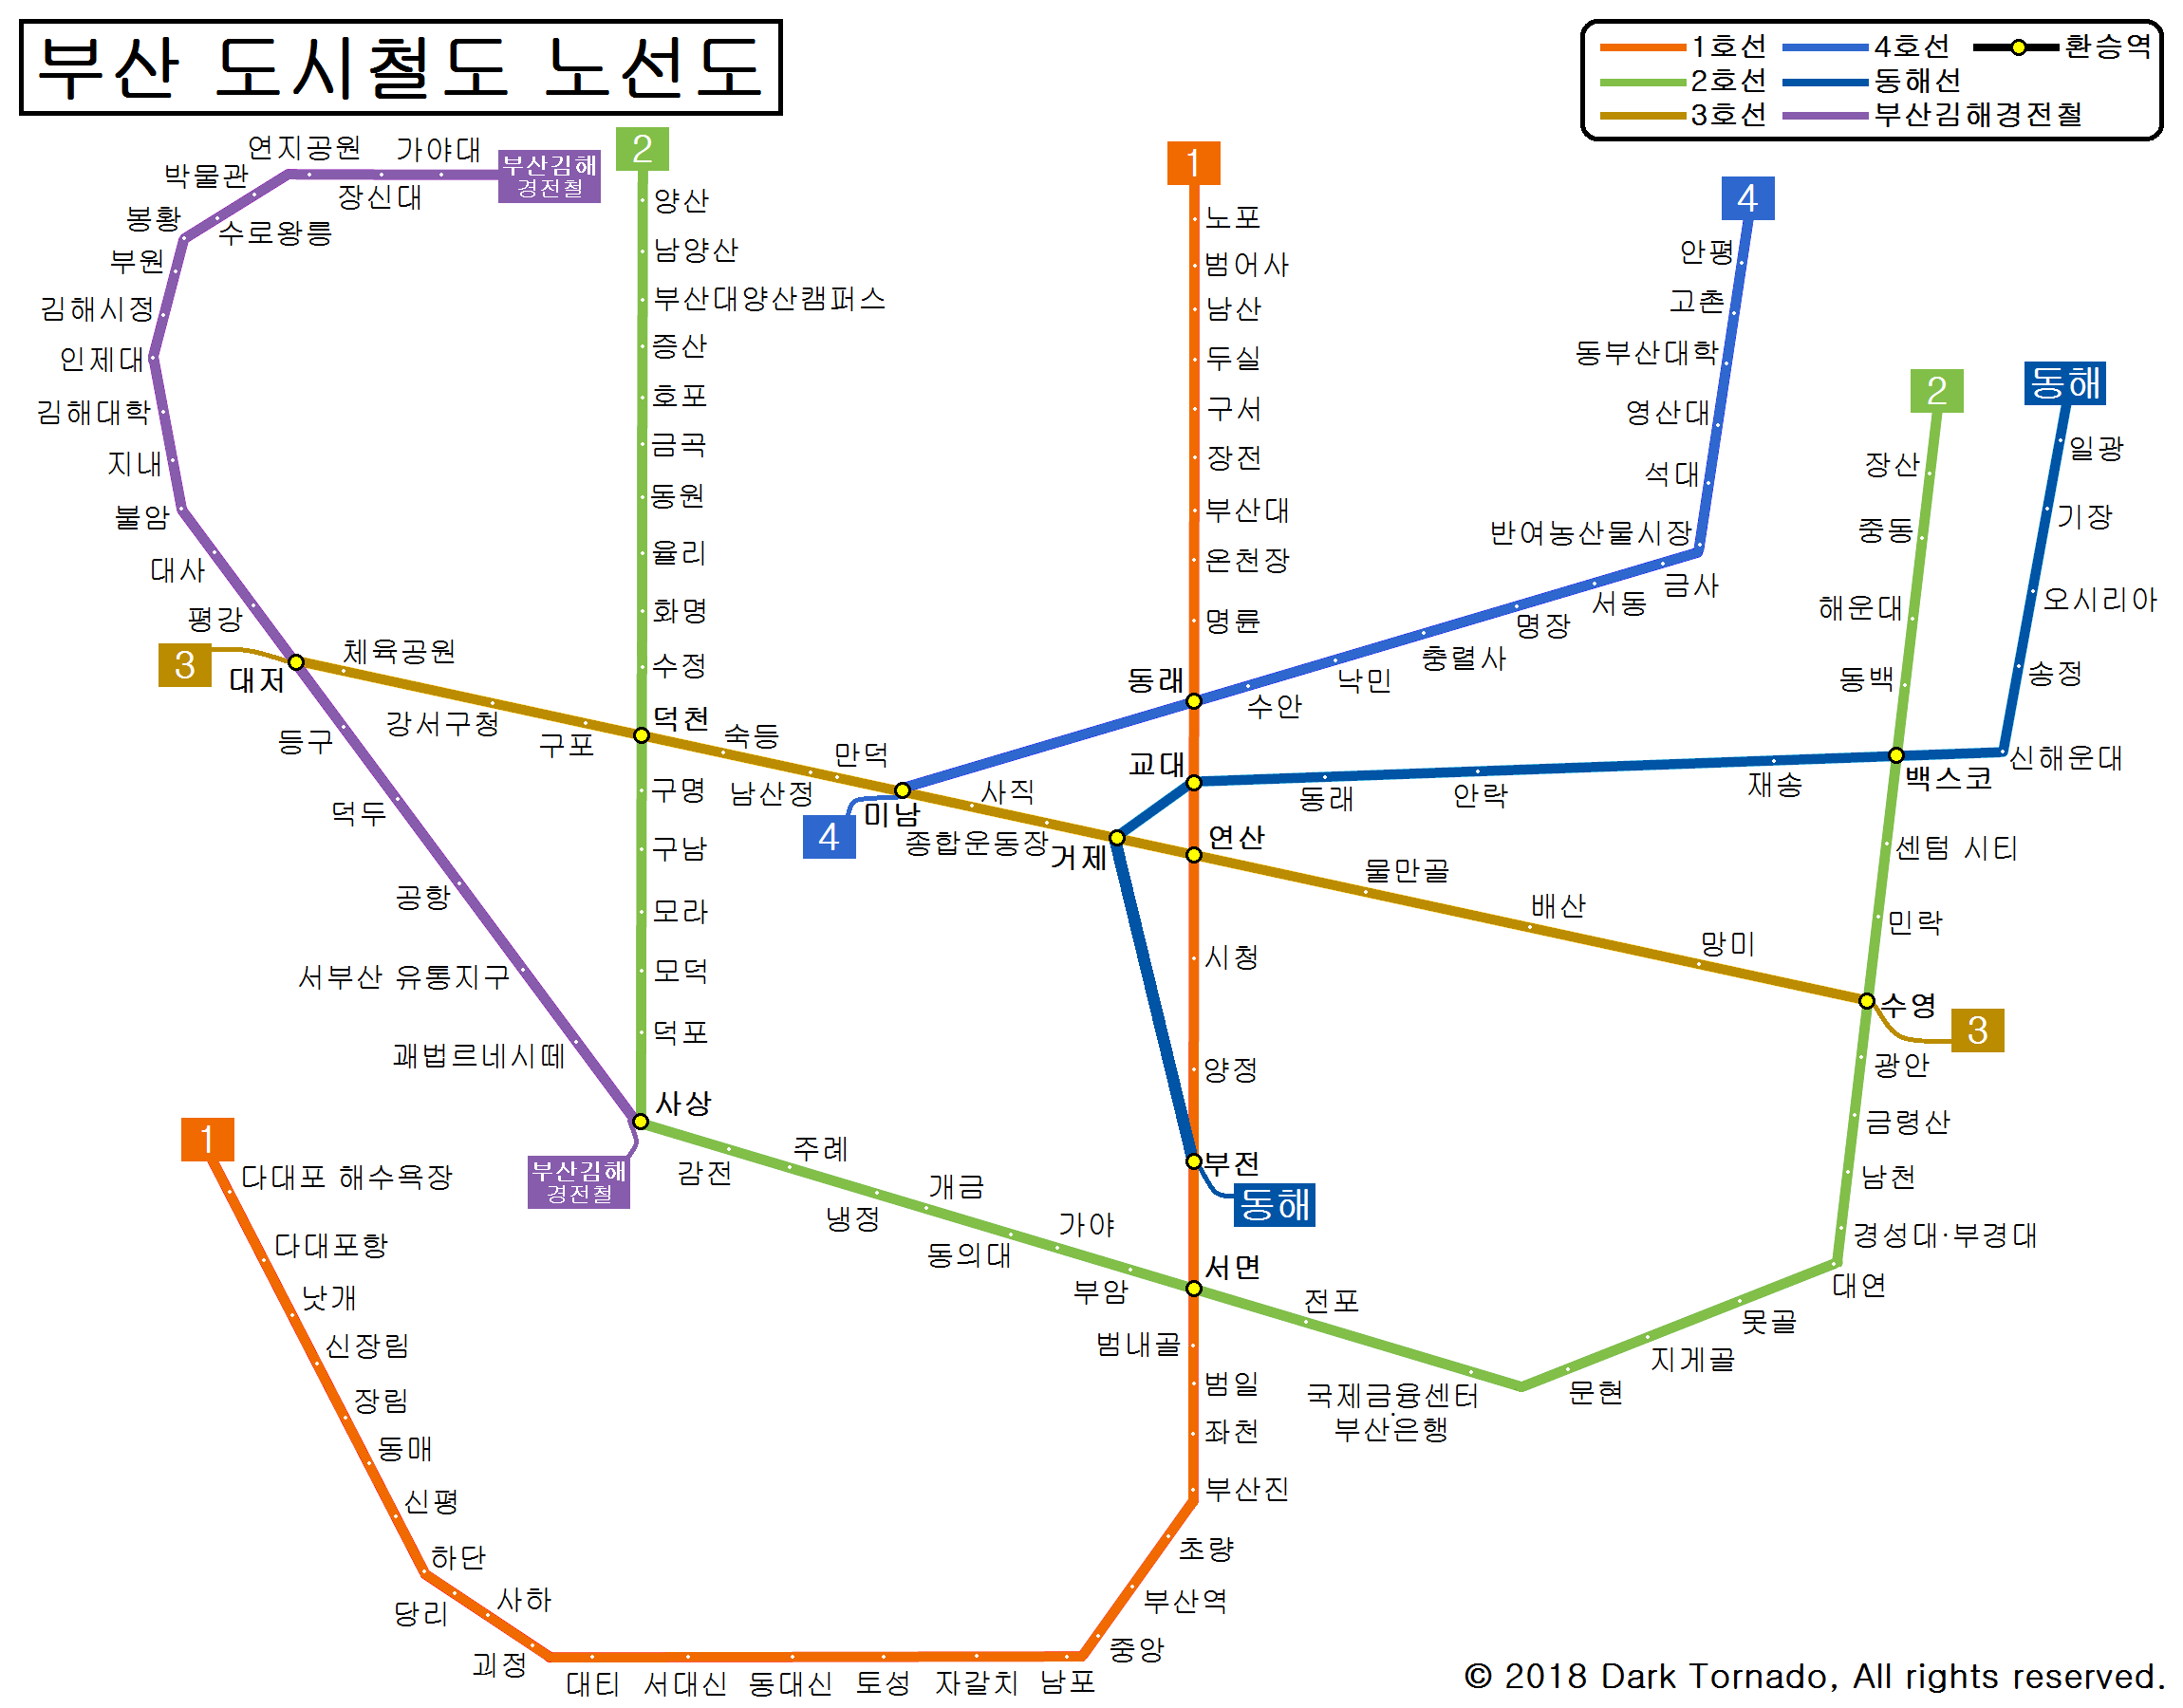 부산 도시철도 노선도
1호선
4호선
환승역
2호선
동해선
3호선
부산김해경전철
부산김해
경전철
가야대
장신대
연지공원
박물관
수로왕릉
봉황
부원
김해시정
인제대
김해대학
지내
불암
대사
평강
3
대저
등구
덕두
공항
서부산 유통지구
괘법르네시떼
부산김해
경전철
2
양산
남양산
부산대양산캠퍼스
증산
호포
금곡
동원
율리
화명
수정
덕천
구명
구남
모라
모덕
덕포
사상
체육공원
강서구청
구포
숙등
남산정
만덕
4
미남
사직
종합운동장
거제
1
노포
범어사
남산
두실
구서
장전
부산대
온천장
명륜
동래
교대
연산
시청
양정
부전
동해
서면
범내골
범일
좌천
부산진
초량
부산역
중앙
남포
자갈치
토성
동대신
서대신
대티
괴정
사하
당리
하단
신평
동매
장림
신장림
낫개
다대포항
다대포 해수욕장
1
4
안평
고촌
동부산대학
영산대
석대
반여농산물시장
금사
서동
명장
충렬사
낙민
수안
동해
일광
기장
오시리아
송정
신해운대
백스코
재송
안락
동래
2
장산
중동
해운대
동백
센텀 시티
민락
수영
3
광안
금령산
남천
경성대·부경대
대연
못골
지게골
문현
국제금융센터
·
부산은행
전포
부암
가야
동의대
개금
냉정
주례
감전
물만골
배산
망미
© 2018 Dark Tornado, All rights reserved.